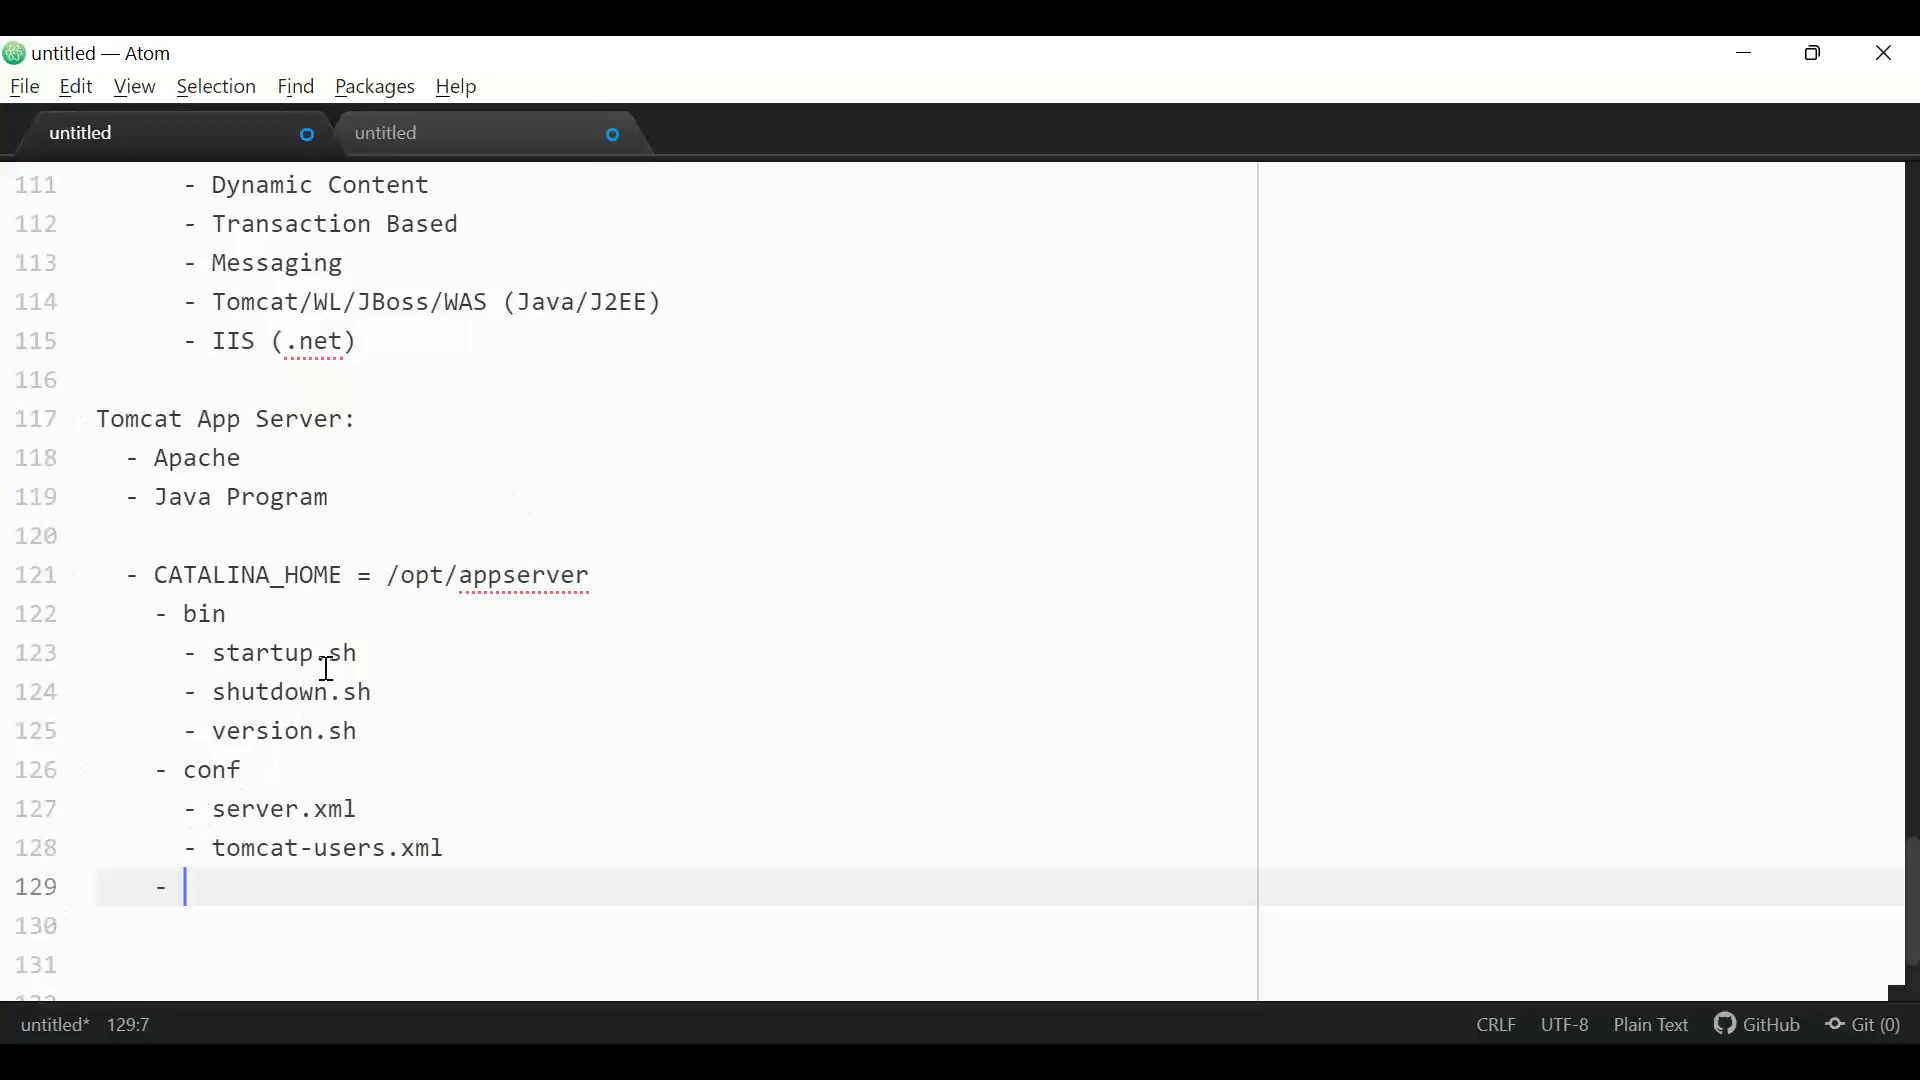 untitled — Atom
File Edit View Selection Find Packages Help
untitled untitled
111 - Dynamic Content
112 - Transaction Based
113 - Messaging
114 - Tomcat/WL/JBoss/WAS (Java/J2EE)
115 - IIS (.net)
116
117 Tomcat App Server:
118 - Apache
119 - Java Program
120
121 - CATALINA_HOME = /opt/appserver
122 - bin
123 - startup.sh
124 - shutdown.sh
125 - version.sh
126 - conf
127 - server.xml
128 - tomcat-users.xml
129 -
130
131
untitled* 129:7 CRLF UTF-8 Plain Text GitHub Git (0)